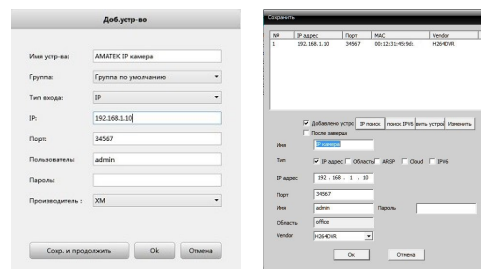 Доб.устр-во
Имя устр-ва: AMATEK IP камера
Группа: Группа по умолчанию
Тип входа: IP
IP: 192.168.1.10
Порт: 34567
Пользователь admin
Пароль:
Производитель : XM
Сохр. и продолжить Ok Отмена
Сохранить
№ IP адрес Порт MAC Vendor
1 192.168.1.10 34567 00:12:31:45:9d: H264DVR
Добавлено устрс IP поиск поиск IPV6 вить устрой Изменить
После заверш
Имя IP камера
Тип IP адрес Область ARSP Cloud IPV6
IP адрес 192 . 168 . 1 . 10
Порт 34567
Имя admin Пароль
Область office
Vendor H264DVR
Ок Отмена